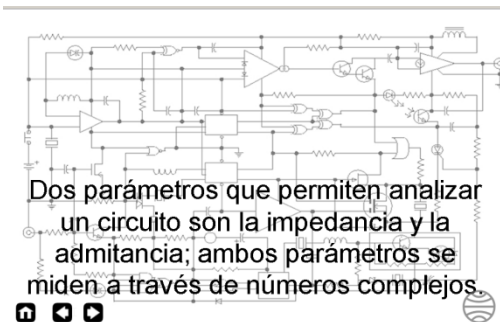 Dos parámetros que permiten analizar
un circuito son la impedancia y la
admitancia; ambos parámetros se
miden a través de números complejos.